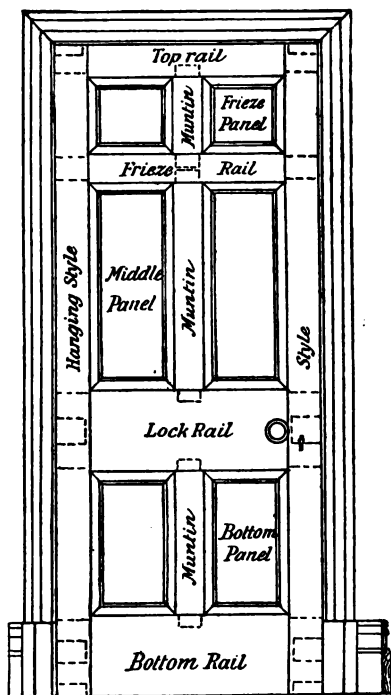 Top rail
Muntin
Frieze
Panel
Frieze Rail
Hanging Style
Middle
Panel
Muntin
Style
Lock Rail
Muntin
Bottom
Panel
Bottom Rail